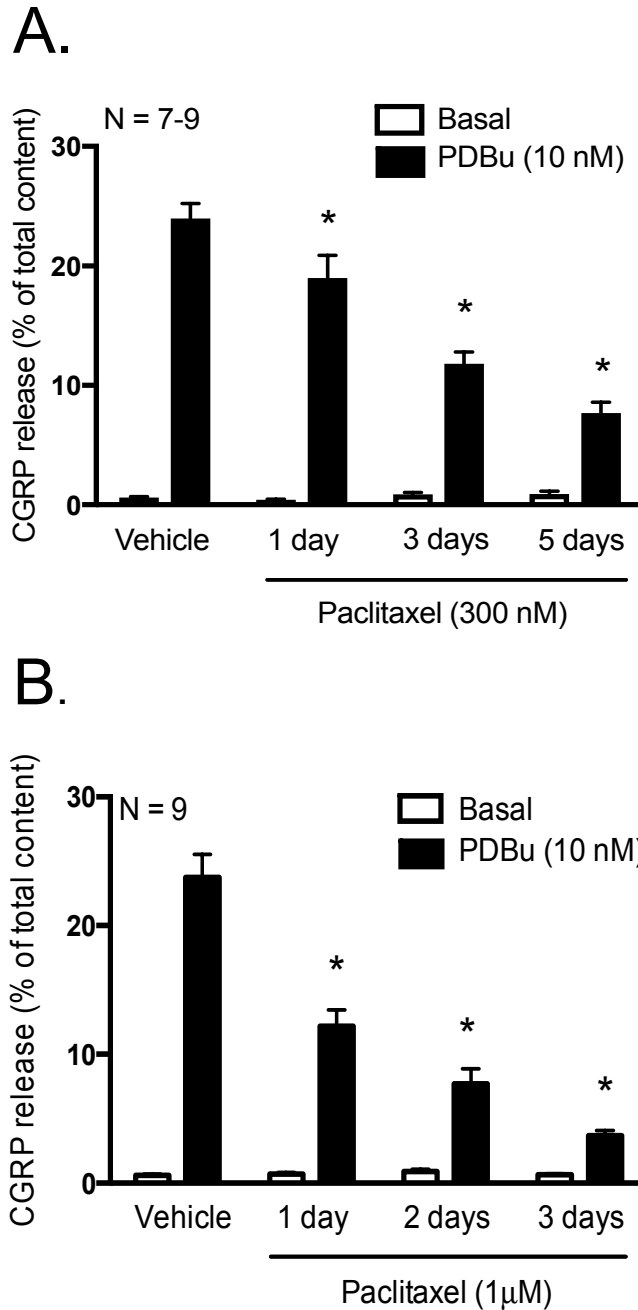 A.
N = 7-9
Basal
PDBu (10 nM)
CGRP release (% of total content)
30
20
10
0
*
*
*
Vehicle
1 day
3 days
5 days
Paclitaxel (300 nM)
B.
N = 9
Basal
PDBu (10 nM)
CGRP release (% of total content)
30
20
10
0
*
*
*
Vehicle
1 day
2 days
3 days
Paclitaxel (1μM)